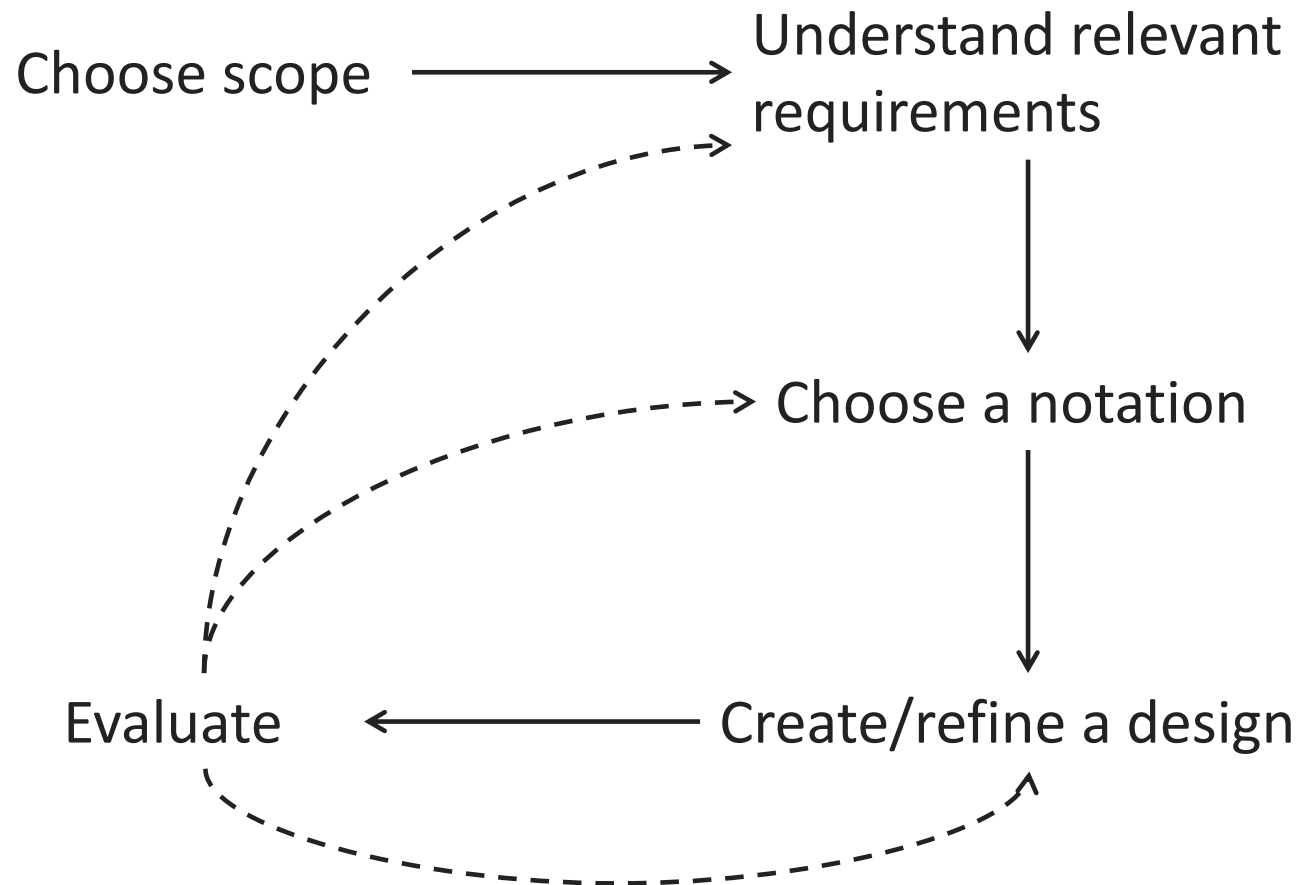 Choose scope
Understand relevant
requirements
Choose a notation
Evaluate
Create/refine a design